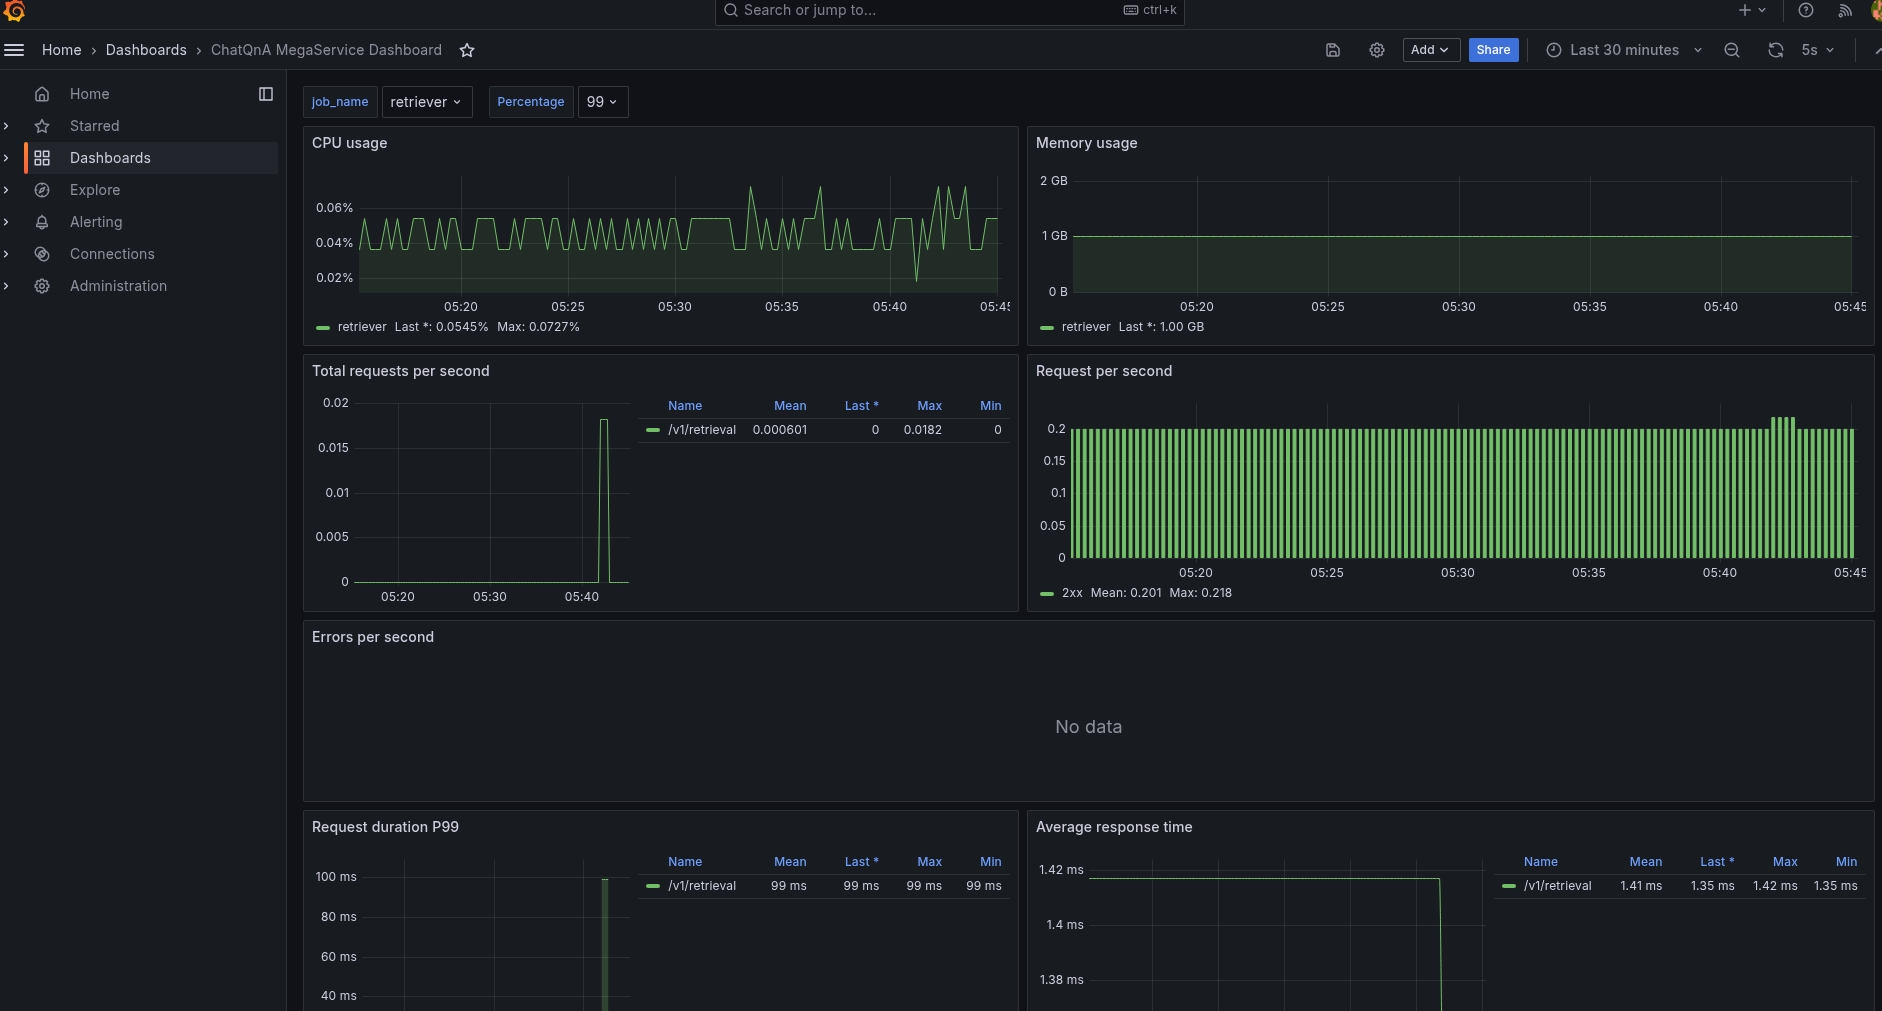 Search or jump to... ctrl+k
Home › Dashboards › ChatQnA MegaService Dashboard
Add Share Last 30 minutes 5s
Home
Starred
Dashboards
Explore
Alerting
Connections
Administration
job_name retriever Percentage 99
CPU usage
0.06%
0.04%
0.02%
05:20 05:25 05:30 05:35 05:40 05:45
retriever Last *: 0.0545% Max: 0.0727%
Memory usage
2 GB
1 GB
0 B
05:20 05:25 05:30 05:35 05:40 05:45
retriever Last *: 1.00 GB
Total requests per second
0.02
0.015
0.01
0.005
0
05:20 05:30 05:40
Name Mean Last * Max Min
/v1/retrieval 0.000601 0 0.0182 0
Request per second
0.2
0.15
0.1
0.05
0
05:20 05:25 05:30 05:35 05:40 05:45
2xx Mean: 0.201 Max: 0.218
Errors per second
No data
Request duration P99
100 ms
80 ms
60 ms
40 ms
Name Mean Last * Max Min
/v1/retrieval 99 ms 99 ms 99 ms 99 ms
Average response time
1.42 ms
1.4 ms
1.38 ms
Name Mean Last * Max Min
/v1/retrieval 1.41 ms 1.35 ms 1.42 ms 1.35 ms